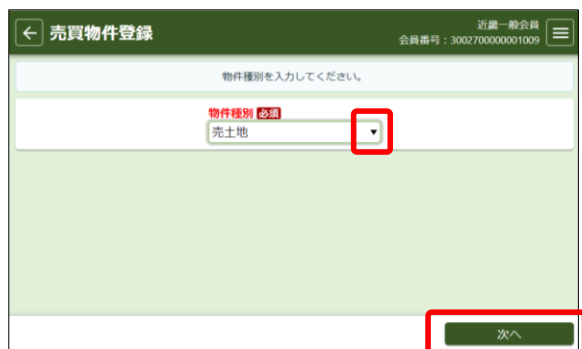 売買物件登録
近畿一般会員
会員番号：3002700000001009
物件種別を入力してください。
物件種別 必須
売土地
次へ